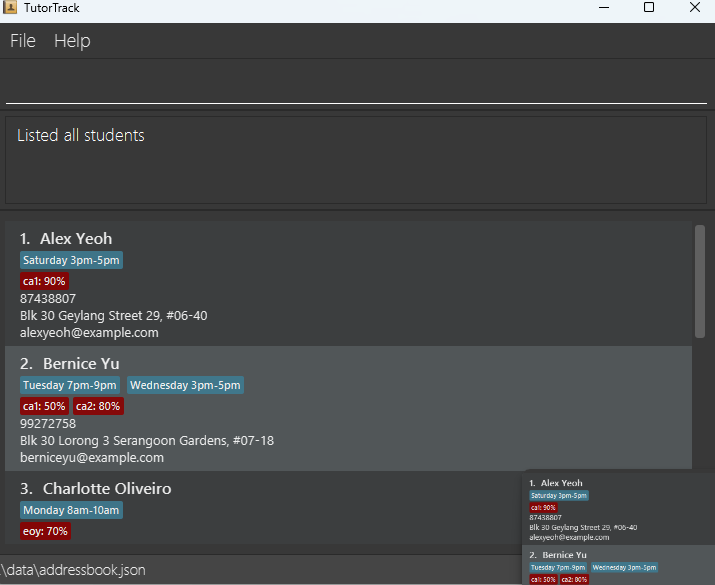 TutorTrack
File Help
Listed all students
1. Alex Yeoh
Saturday 3pm-5pm
ca1: 90%
87438807
Blk 30 Geylang Street 29, #06-40
alexyeoh@example.com
2. Bernice Yu
Tuesday 7pm-9pm Wednesday 3pm-5pm
ca1: 50% ca2: 80%
99272758
Blk 30 Lorong 3 Serangoon Gardens, #07-18
berniceyu@example.com
3. Charlotte Oliveiro
Monday 8am-10am
eoy: 70%
1. Alex Yeoh
Saturday 3pm-5pm
ca1: 90%
87438807
Blk 30 Geylang Street 29, #06-40
alexyeoh@example.com
2. Bernice Yu
Tuesday 7pm-9pm Wednesday 3pm-5pm
ca1: 50% ca2: 80%
.\data\addressbook.json